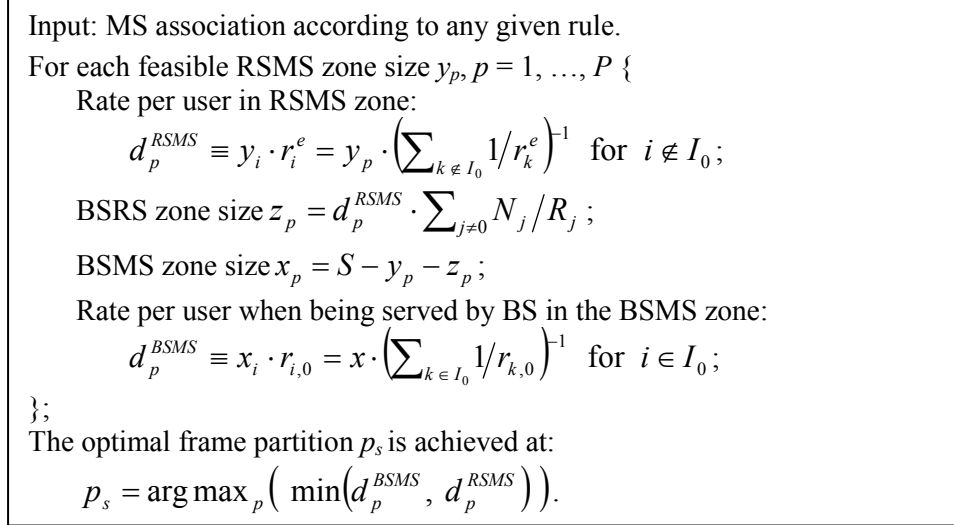 Input: MS association according to any given rule.
For each feasible RSMS zone size y_p, p = 1, …, P {
Rate per user in RSMS zone:
d_p^{RSMS} ≡ y_i · r_i^e = y_p · (∑_{k ∉ I_0} 1/r_k^e)^{-1} for i ∉ I_0;
BSRS zone size z_p = d_p^{RSMS} · ∑_{j≠0} N_j/R_j ;
BSMS zone size x_p = S − y_p − z_p;
Rate per user when being served by BS in the BSMS zone:
d_p^{BSMS} ≡ x_i · r_{i,0} = x · (∑_{k ∈ I_0} 1/r_{k,0})^{-1} for i ∈ I_0;
};
The optimal frame partition p_s is achieved at:
p_s = arg max_p ( min(d_p^{BSMS}, d_p^{RSMS})).